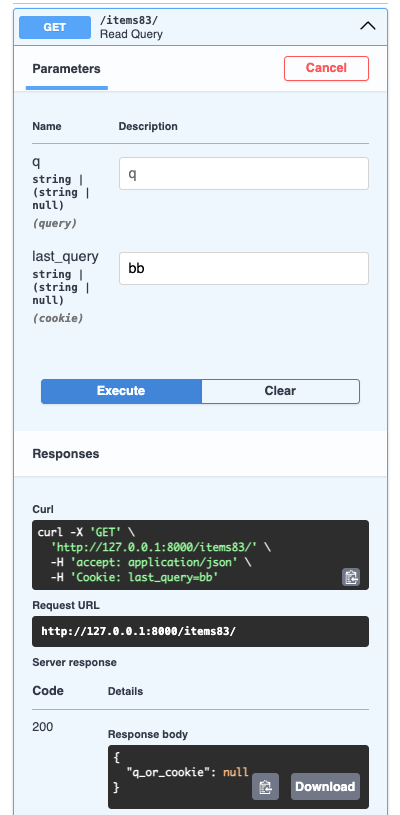 GET
/items83/
Read Query
Parameters
Cancel
Name
Description
q
string |
(string |
null)
(query)
q
last_query
string |
(string |
null)
(cookie)
bb
Execute
Clear
Responses
Curl
curl -X 'GET' \
'http://127.0.0.1:8000/items83/' \
-H 'accept: application/json' \
-H 'Cookie: last_query=bb'
Request URL
http://127.0.0.1:8000/items83/
Server response
Code
Details
200
Response body
{
"q_or_cookie": null
}
Download